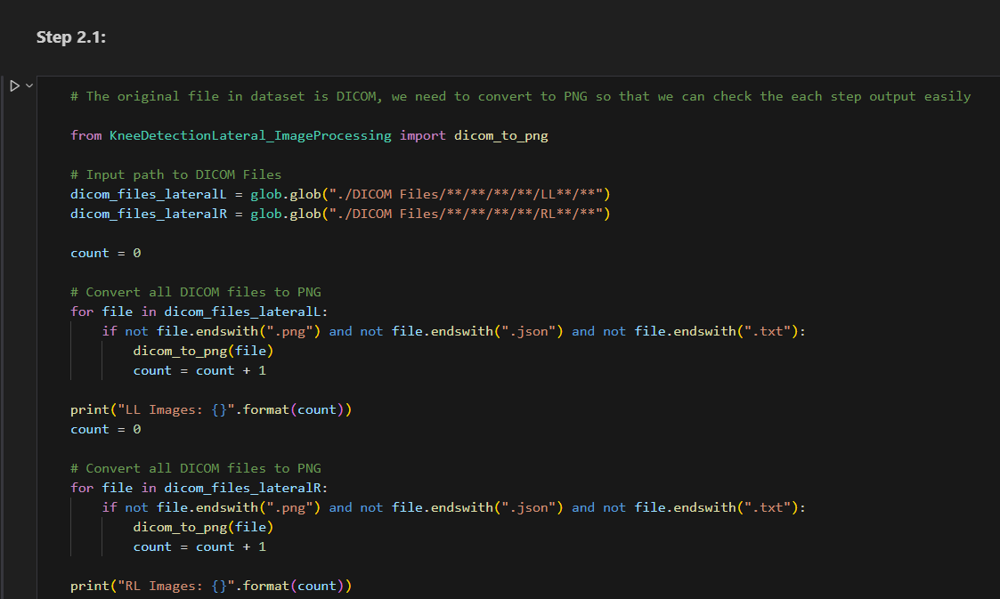 Step 2.1:
# The original file in dataset is DICOM, we need to convert to PNG so that we can check the each step output easily
from KneeDetectionLateral_ImageProcessing import dicom_to_png
# Input path to DICOM Files
dicom_files_lateralL = glob.glob("./DICOM Files/**/**/**/**/LL**/**")
dicom_files_lateralR = glob.glob("./DICOM Files/**/**/**/**/RL**/**")
count = 0
# Convert all DICOM files to PNG
for file in dicom_files_lateralL:
    if not file.endswith(".png") and not file.endswith(".json") and not file.endswith(".txt"):
        dicom_to_png(file)
        count = count + 1
print("LL Images: {}".format(count))
count = 0
# Convert all DICOM files to PNG
for file in dicom_files_lateralR:
    if not file.endswith(".png") and not file.endswith(".json") and not file.endswith(".txt"):
        dicom_to_png(file)
        count = count + 1
print("RL Images: {}".format(count))